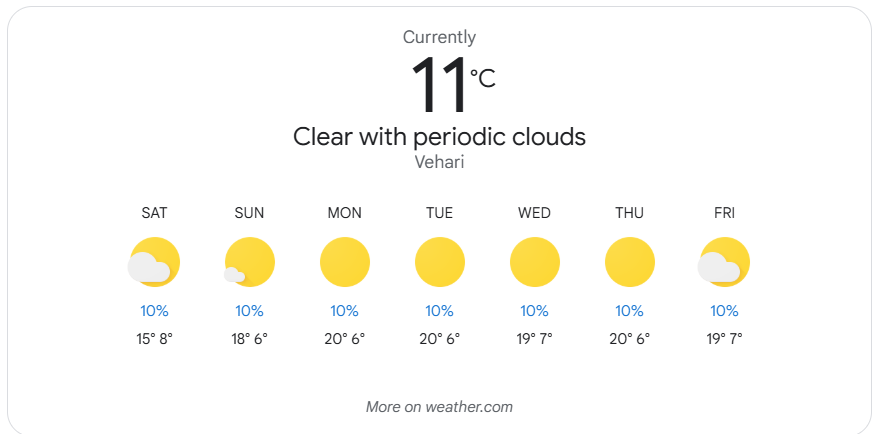 Currently
11°C
Clear with periodic clouds
Vehari
SAT SUN MON TUE WED THU FRI
10% 10% 10% 10% 10% 10% 10%
15° 8° 18° 6° 20° 6° 20° 6° 19° 7° 20° 6° 19° 7°
More on weather.com